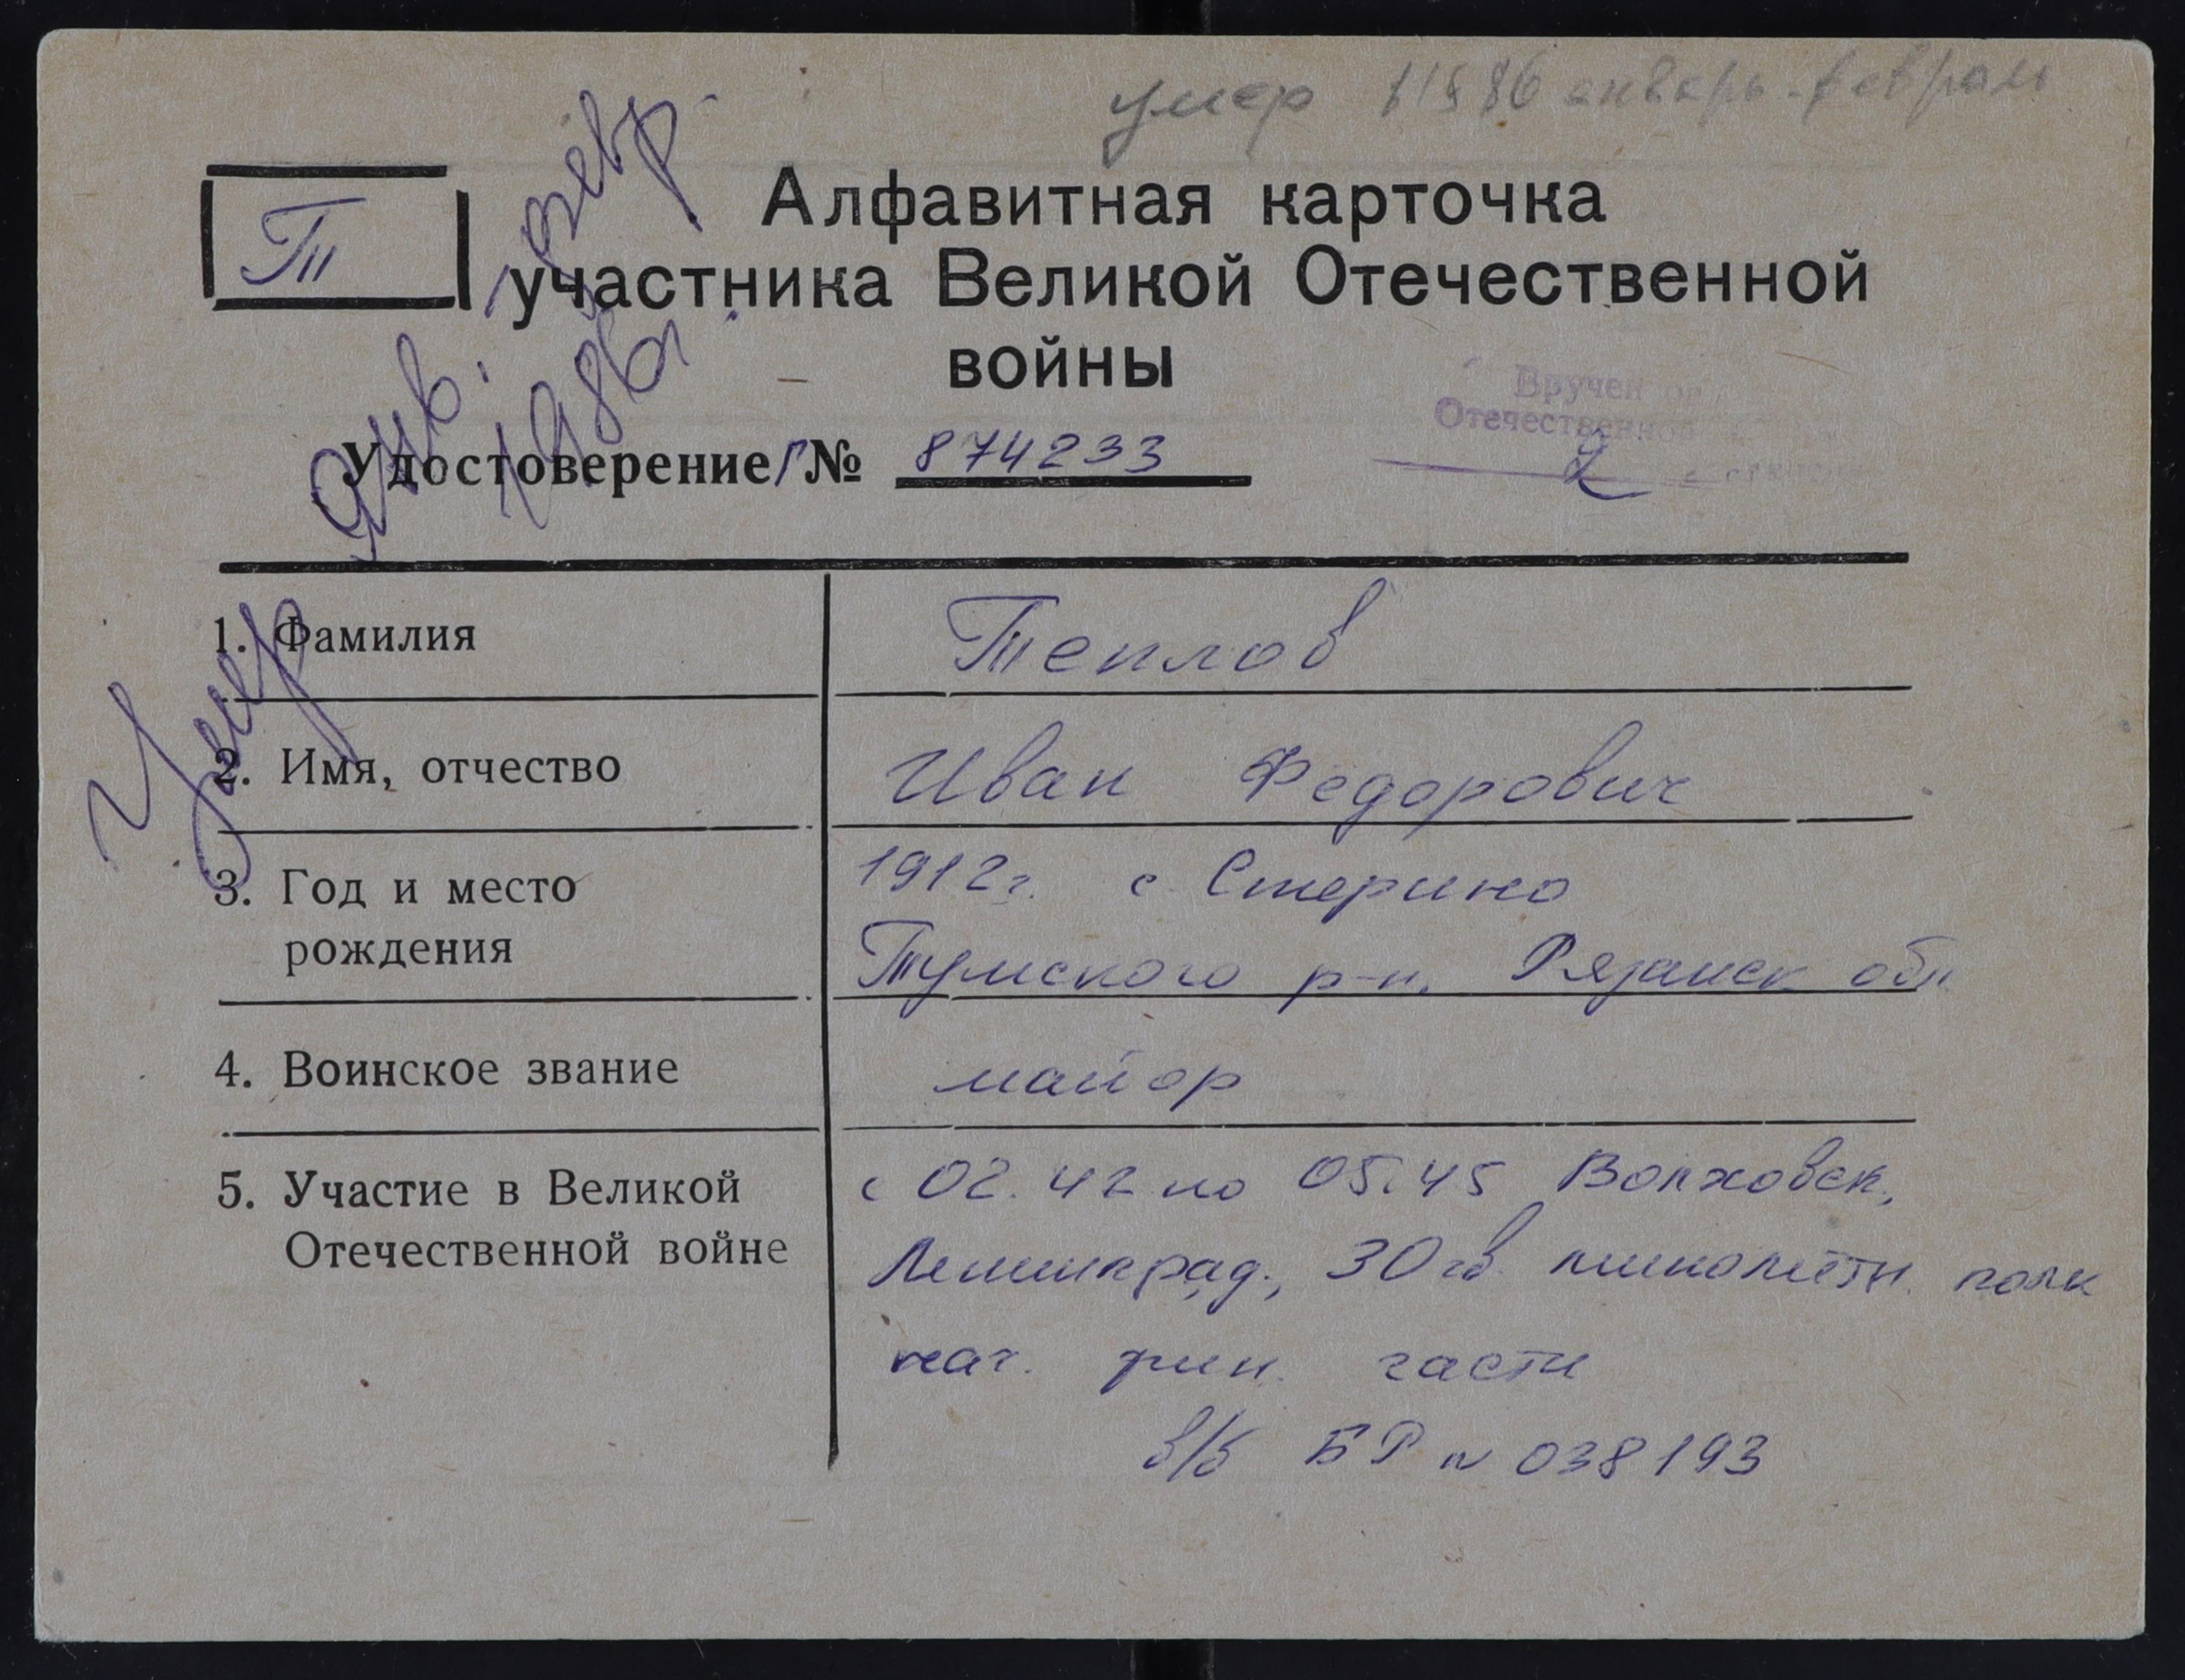 умер в 1986 январь-февраль
Т
Алфавитная карточка
участника Великой Отечественной
войны
Умер янв. февр.
1986г.
Вручен
Отечественной
2
Удостоверение № 874233
1. Фамилия
Теплов
2. Имя, отчество
Иван Федорович
3. Год и место
рождения
1912г. с Стерино
Тумского р-н. Рязанск обл
4. Воинское звание
майор
5. Участие в Великой
Отечественной войне
с 02.42 по 05.45 Волховск,
Ленинград., 30 гв. минометн. полк
нач. фин. части
в/б БР № 038193